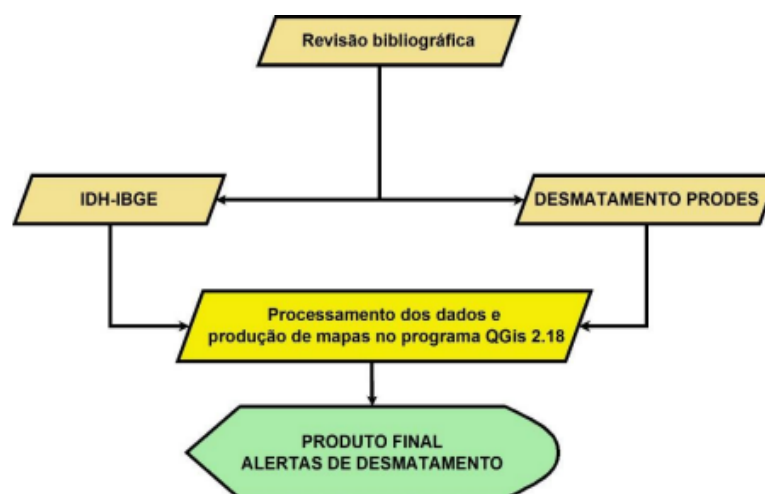 Revisão bibliográfica
IDH-IBGE
DESMATAMENTO PRODES
Processamento dos dados e
produção de mapas no programa QGis 2.18
PRODUTO FINAL
ALERTAS DE DESMATAMENTO